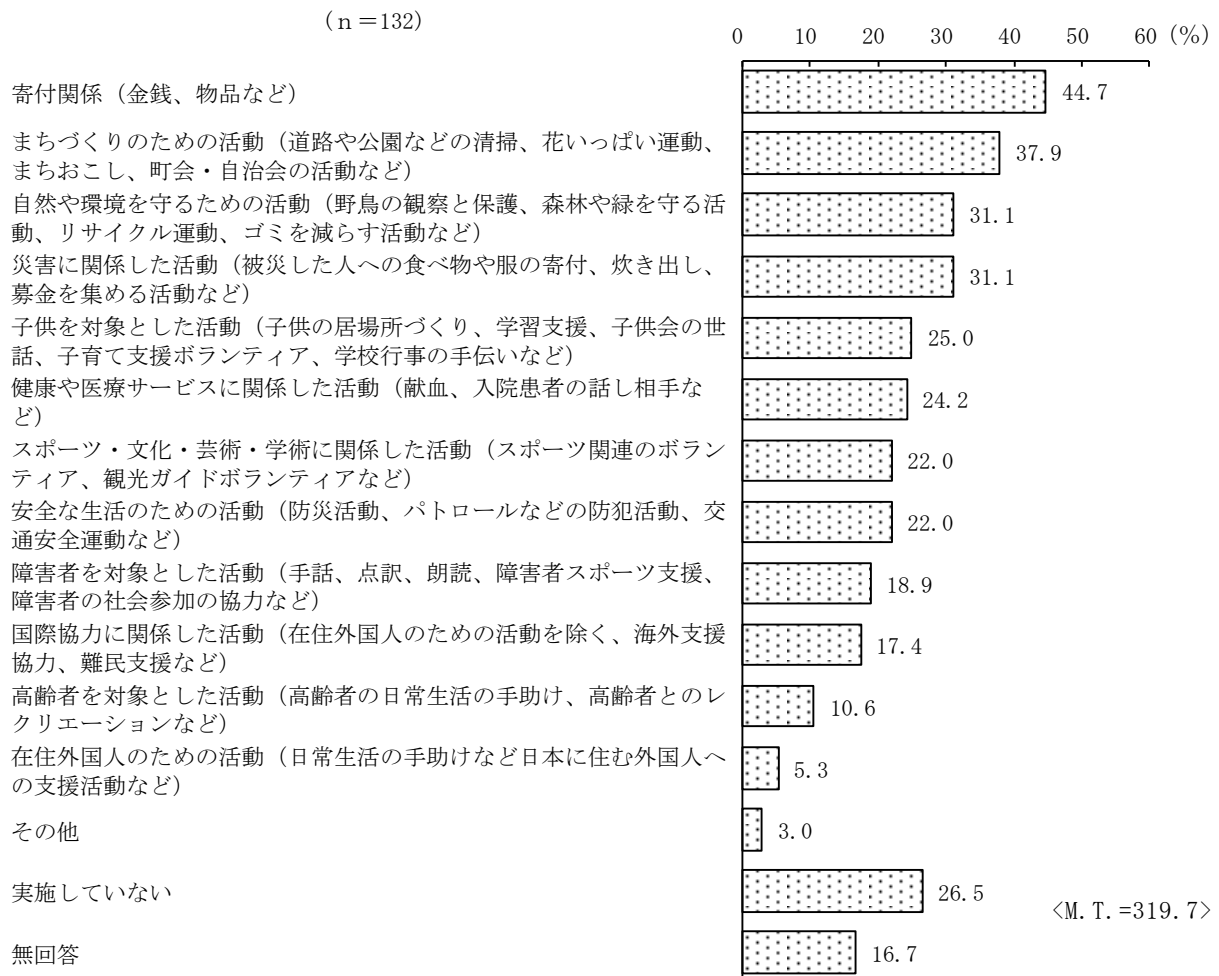 （ｎ＝132）
0 10 20 30 40 50 60 (%)
寄付関係（金銭、物品など）
44.7
まちづくりのための活動（道路や公園などの清掃、花いっぱい運動、
まちおこし、町会・自治会の活動など）
37.9
自然や環境を守るための活動（野鳥の観察と保護、森林や緑を守る活
動、リサイクル運動、ゴミを減らす活動など）
31.1
災害に関係した活動（被災した人への食べ物や服の寄付、炊き出し、
募金を集める活動など）
31.1
子供を対象とした活動（子供の居場所づくり、学習支援、子供会の世
話、子育て支援ボランティア、学校行事の手伝いなど）
25.0
健康や医療サービスに関係した活動（献血、入院患者の話し相手な
ど）
24.2
スポーツ・文化・芸術・学術に関係した活動（スポーツ関連のボラン
ティア、観光ガイドボランティアなど）
22.0
安全な生活のための活動（防災活動、パトロールなどの防犯活動、交
通安全運動など）
22.0
障害者を対象とした活動（手話、点訳、朗読、障害者スポーツ支援、
障害者の社会参加の協力など）
18.9
国際協力に関係した活動（在住外国人のための活動を除く、海外支援
協力、難民支援など）
17.4
高齢者を対象とした活動（高齢者の日常生活の手助け、高齢者とのレ
クリエーションなど）
10.6
在住外国人のための活動（日常生活の手助けなど日本に住む外国人へ
の支援活動など）
5.3
その他
3.0
実施していない
26.5
<M.T.=319.7>
無回答
16.7